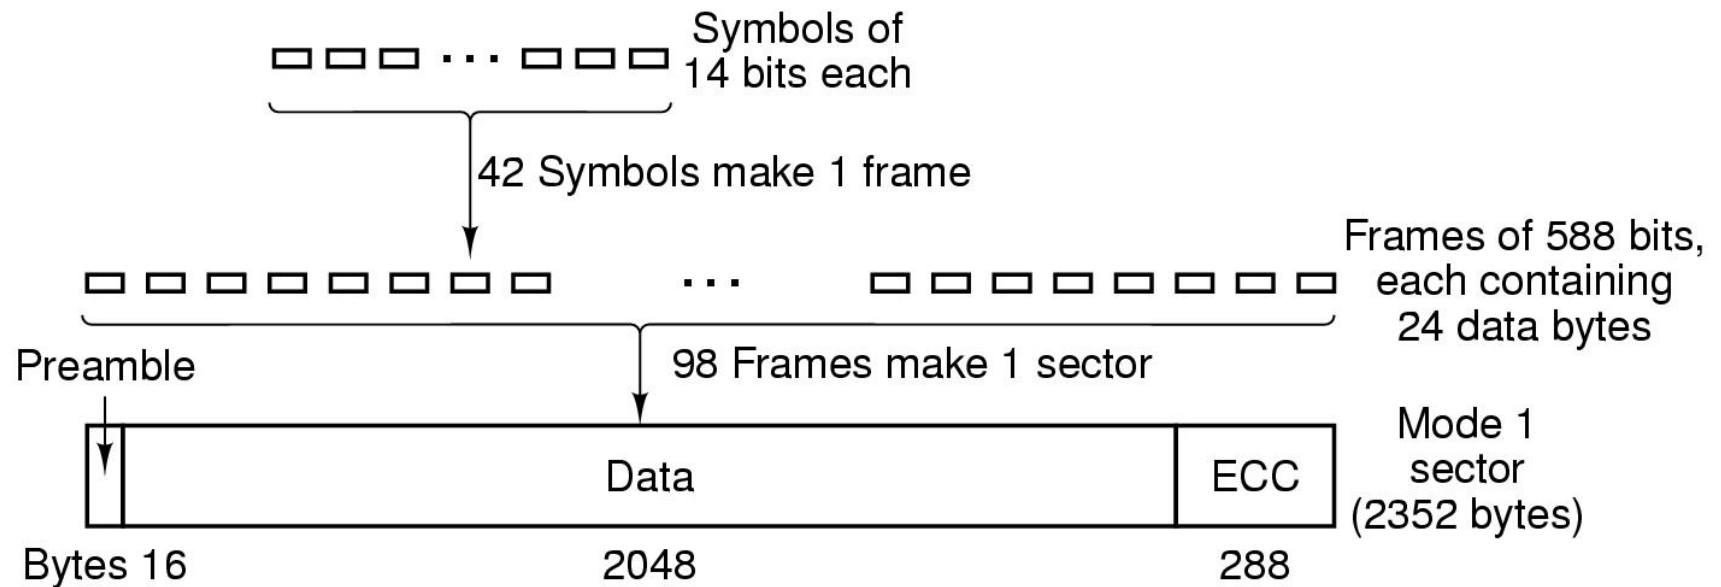 Symbols of
14 bits each
42 Symbols make 1 frame
Frames of 588 bits,
each containing
24 data bytes
Preamble
98 Frames make 1 sector
Mode 1
sector
(2352 bytes)
Data
ECC
Bytes 16
2048
288